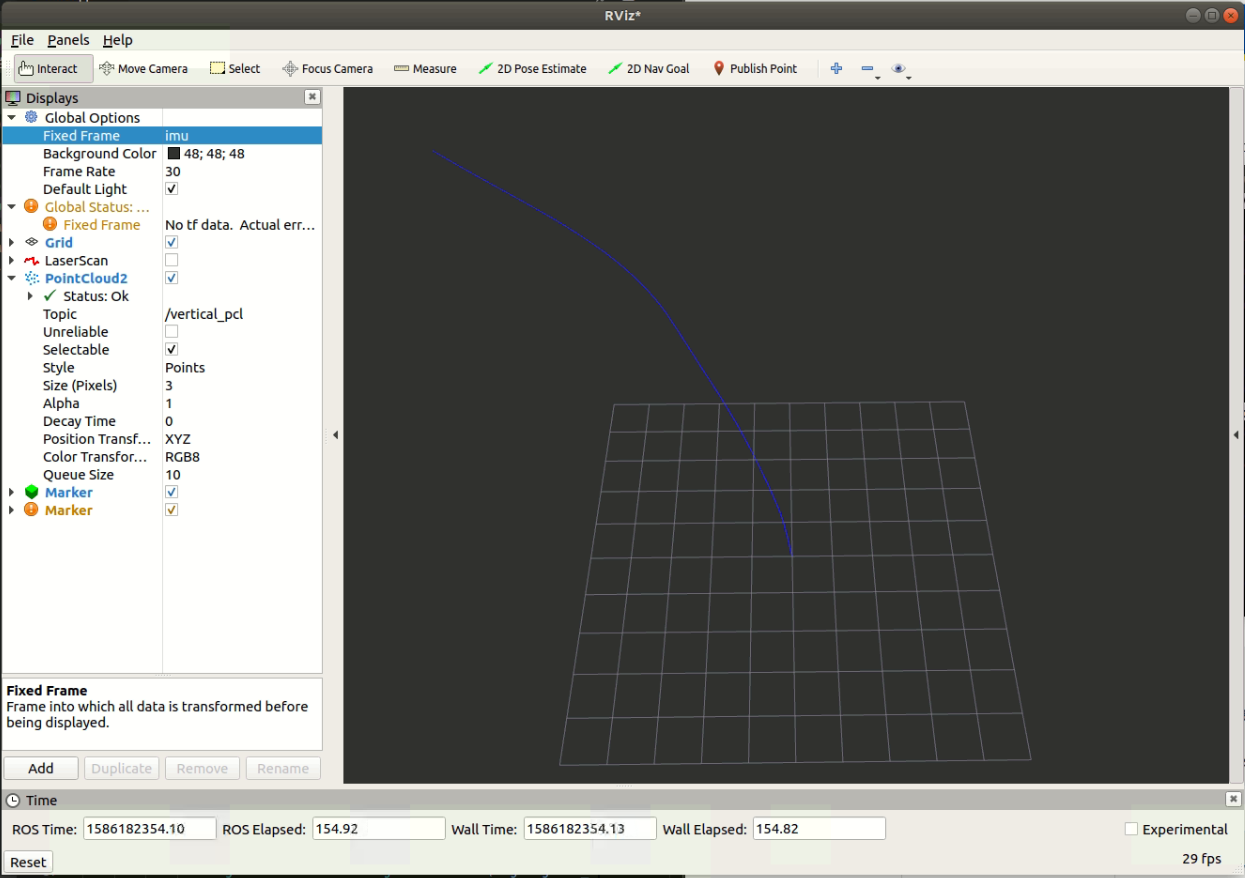 RViz*
File Panels Help
Interact Move Camera Select Focus Camera Measure 2D Pose Estimate 2D Nav Goal Publish Point
Displays
Global Options
Fixed Frame imu
Background Color 48; 48; 48
Frame Rate 30
Default Light
Global Status: ...
Fixed Frame No tf data.  Actual err...
Grid
LaserScan
PointCloud2
Status: Ok
Topic /vertical_pcl
Unreliable
Selectable
Style Points
Size (Pixels) 3
Alpha 1
Decay Time 0
Position Transf... XYZ
Color Transfor... RGB8
Queue Size 10
Marker
Marker
Fixed Frame
Frame into which all data is transformed before
being displayed.
Add Duplicate Remove Rename
Time
ROS Time: 1586182354.10 ROS Elapsed: 154.92 Wall Time: 1586182354.13 Wall Elapsed: 154.82 Experimental
Reset 29 fps